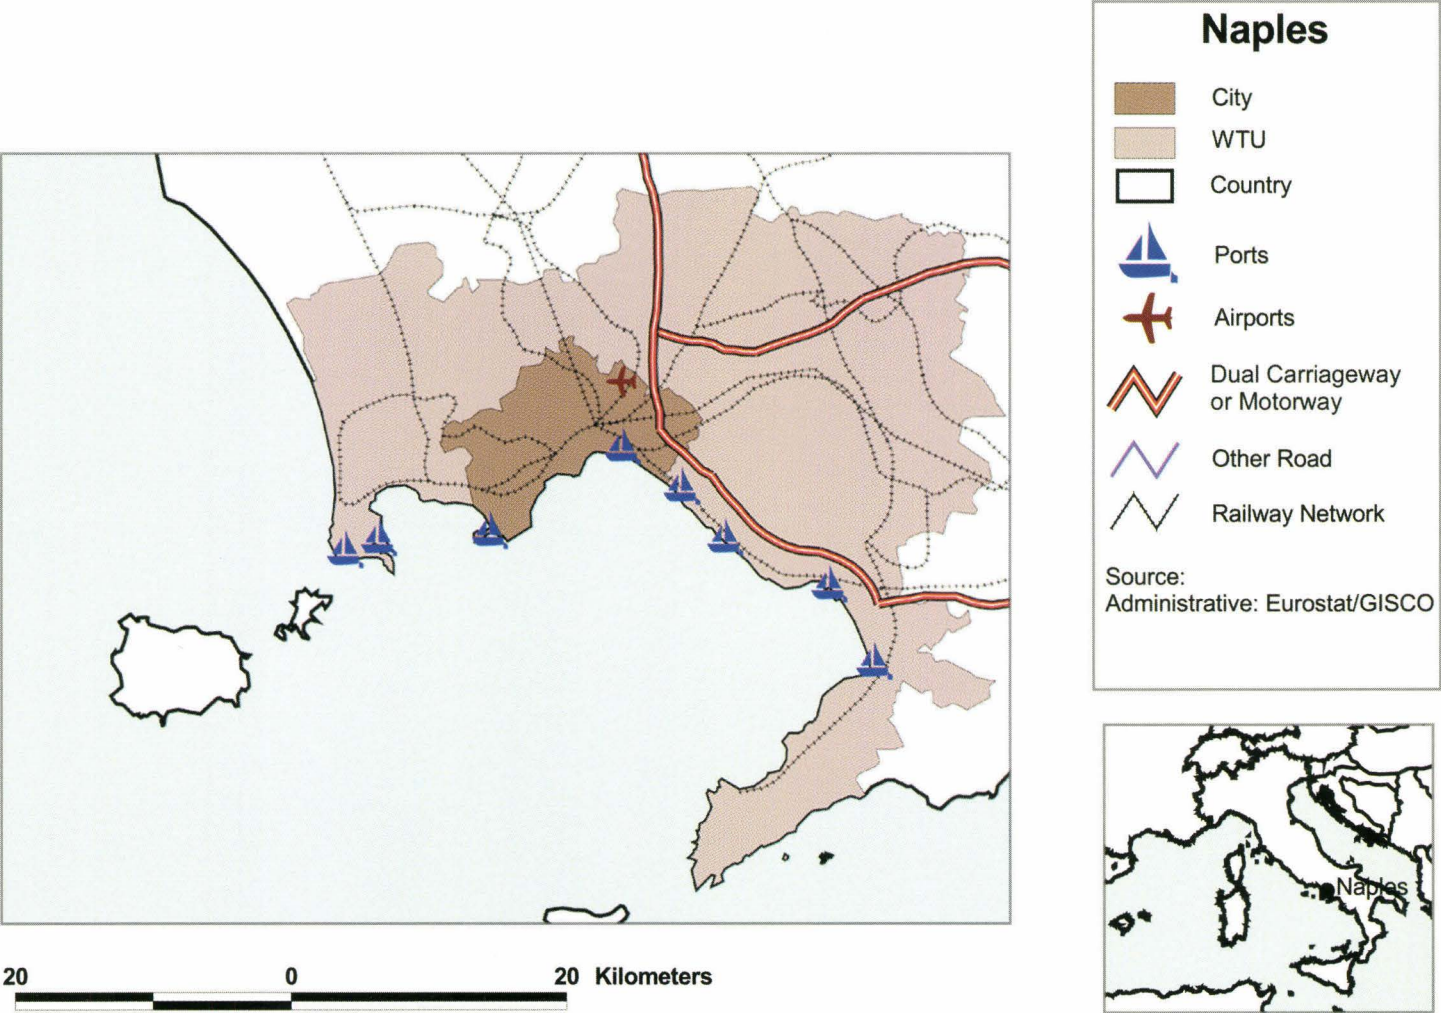 Naples
City
WTU
Country
Ports
Airports
Dual Carriageway
or Motorway
Other Road
Railway Network
Source:
Administrative: Eurostat/GISCO
Naples
20 0 20 Kilometers